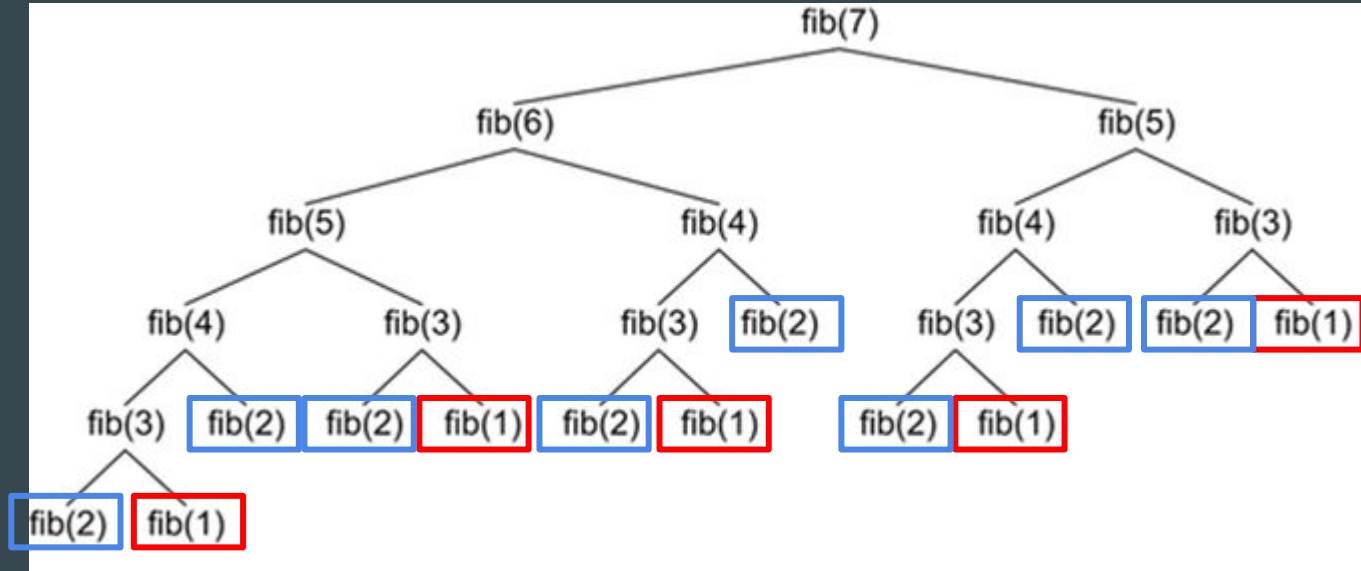 fib(7)
fib(6) fib(5)
fib(5) fib(4) fib(4) fib(3)
fib(4) fib(3) fib(3) fib(2) fib(3) fib(2) fib(2) fib(1)
fib(3) fib(2) fib(2) fib(1) fib(2) fib(1) fib(2) fib(1)
fib(2) fib(1)